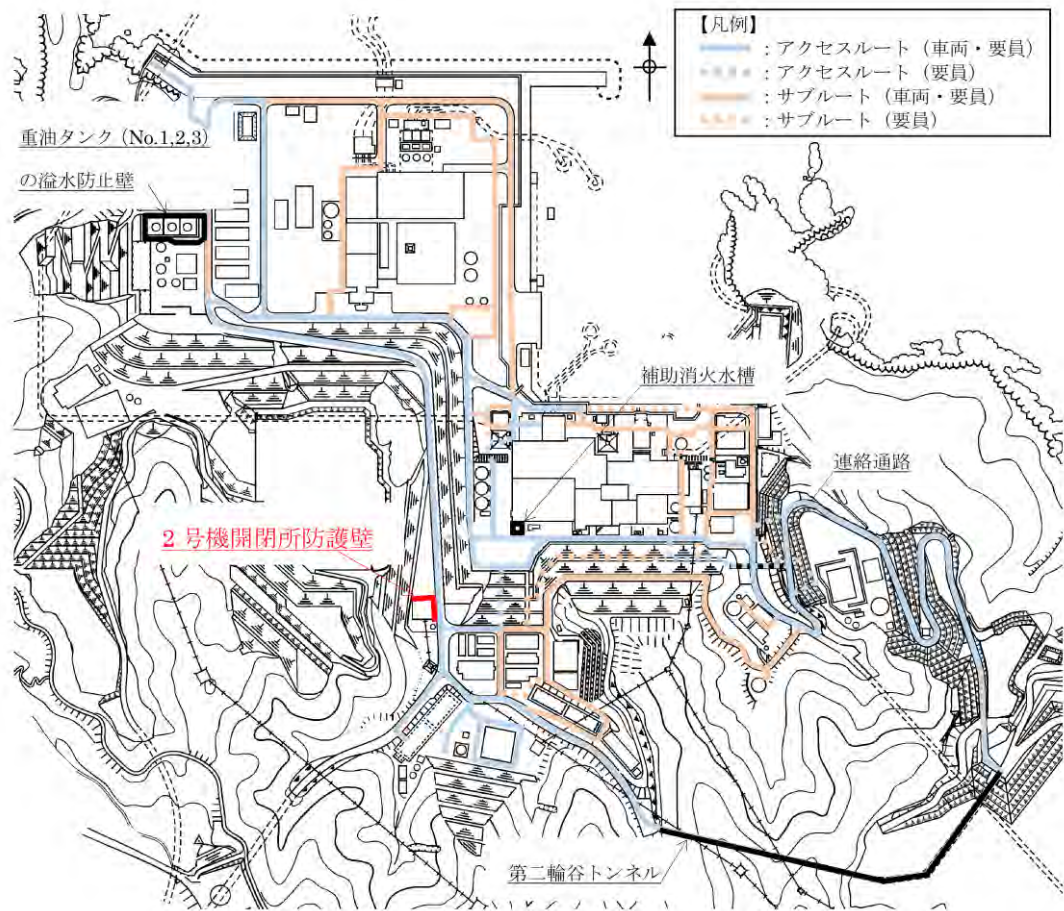 【凡例】
：アクセスルート（車両・要員）
：アクセスルート（要員）
：サブルート（車両・要員）
：サブルート（要員）
重油タンク (No.1,2,3)
の溢水防止壁
補助消火水槽
連絡通路
2 号機開閉所防護壁
第二輪谷トンネル